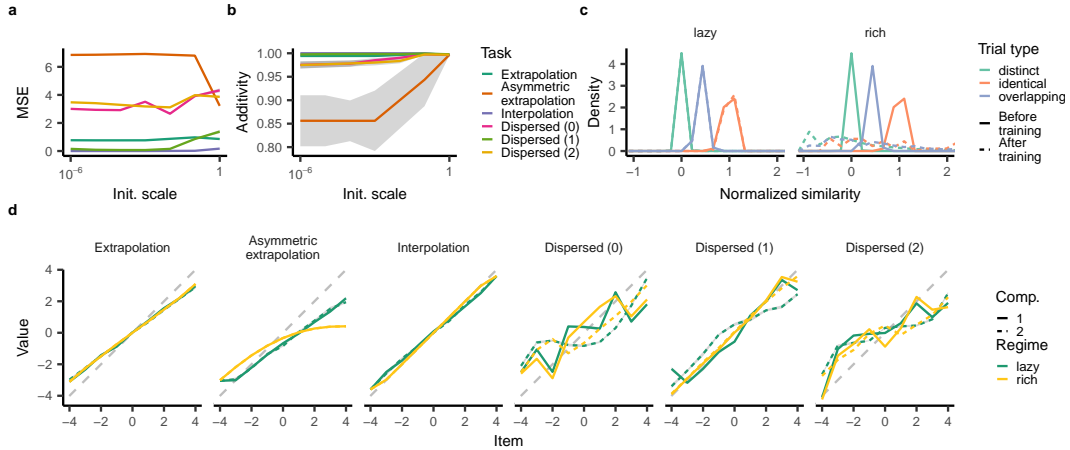 a
MSE
6
4
2
0
10⁻⁶
1
Init. scale
b
Additivity
1.00
0.95
0.90
0.85
0.80
10⁻⁶
1
Init. scale
Task
Extrapolation
Asymmetric
extrapolation
Interpolation
Dispersed (0)
Dispersed (1)
Dispersed (2)
c
lazy
rich
Density
4
3
2
1
0
−1 0 1 2
−1 0 1 2
Normalized similarity
Trial type
distinct
identical
overlapping
Before
training
After
training
d
Extrapolation
Asymmetric
extrapolation
Interpolation
Dispersed (0)
Dispersed (1)
Dispersed (2)
Value
4
2
0
−2
−4
−4 −2 0 2 4
−4 −2 0 2 4
−4 −2 0 2 4
−4 −2 0 2 4
−4 −2 0 2 4
−4 −2 0 2 4
Item
Comp.
1
2
Regime
lazy
rich